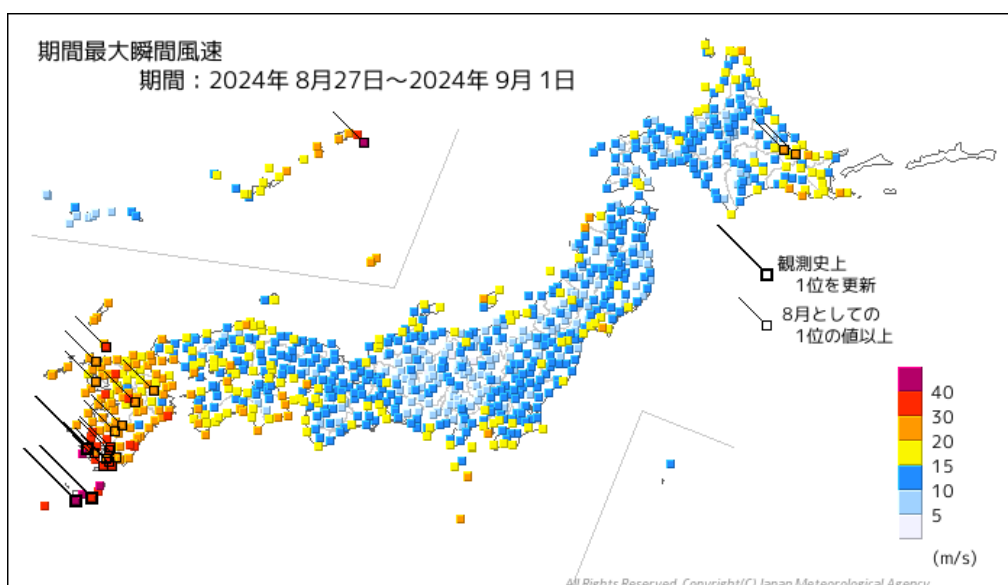 期間最大瞬間風速
期間：2024年 8月27日～2024年 9月 1日
観測史上
1位を更新
8月としての
1位の値以上
40
30
20
15
10
5
(m/s)
All Rights Reserved. Copyright(C) Japan Meteorological Agency